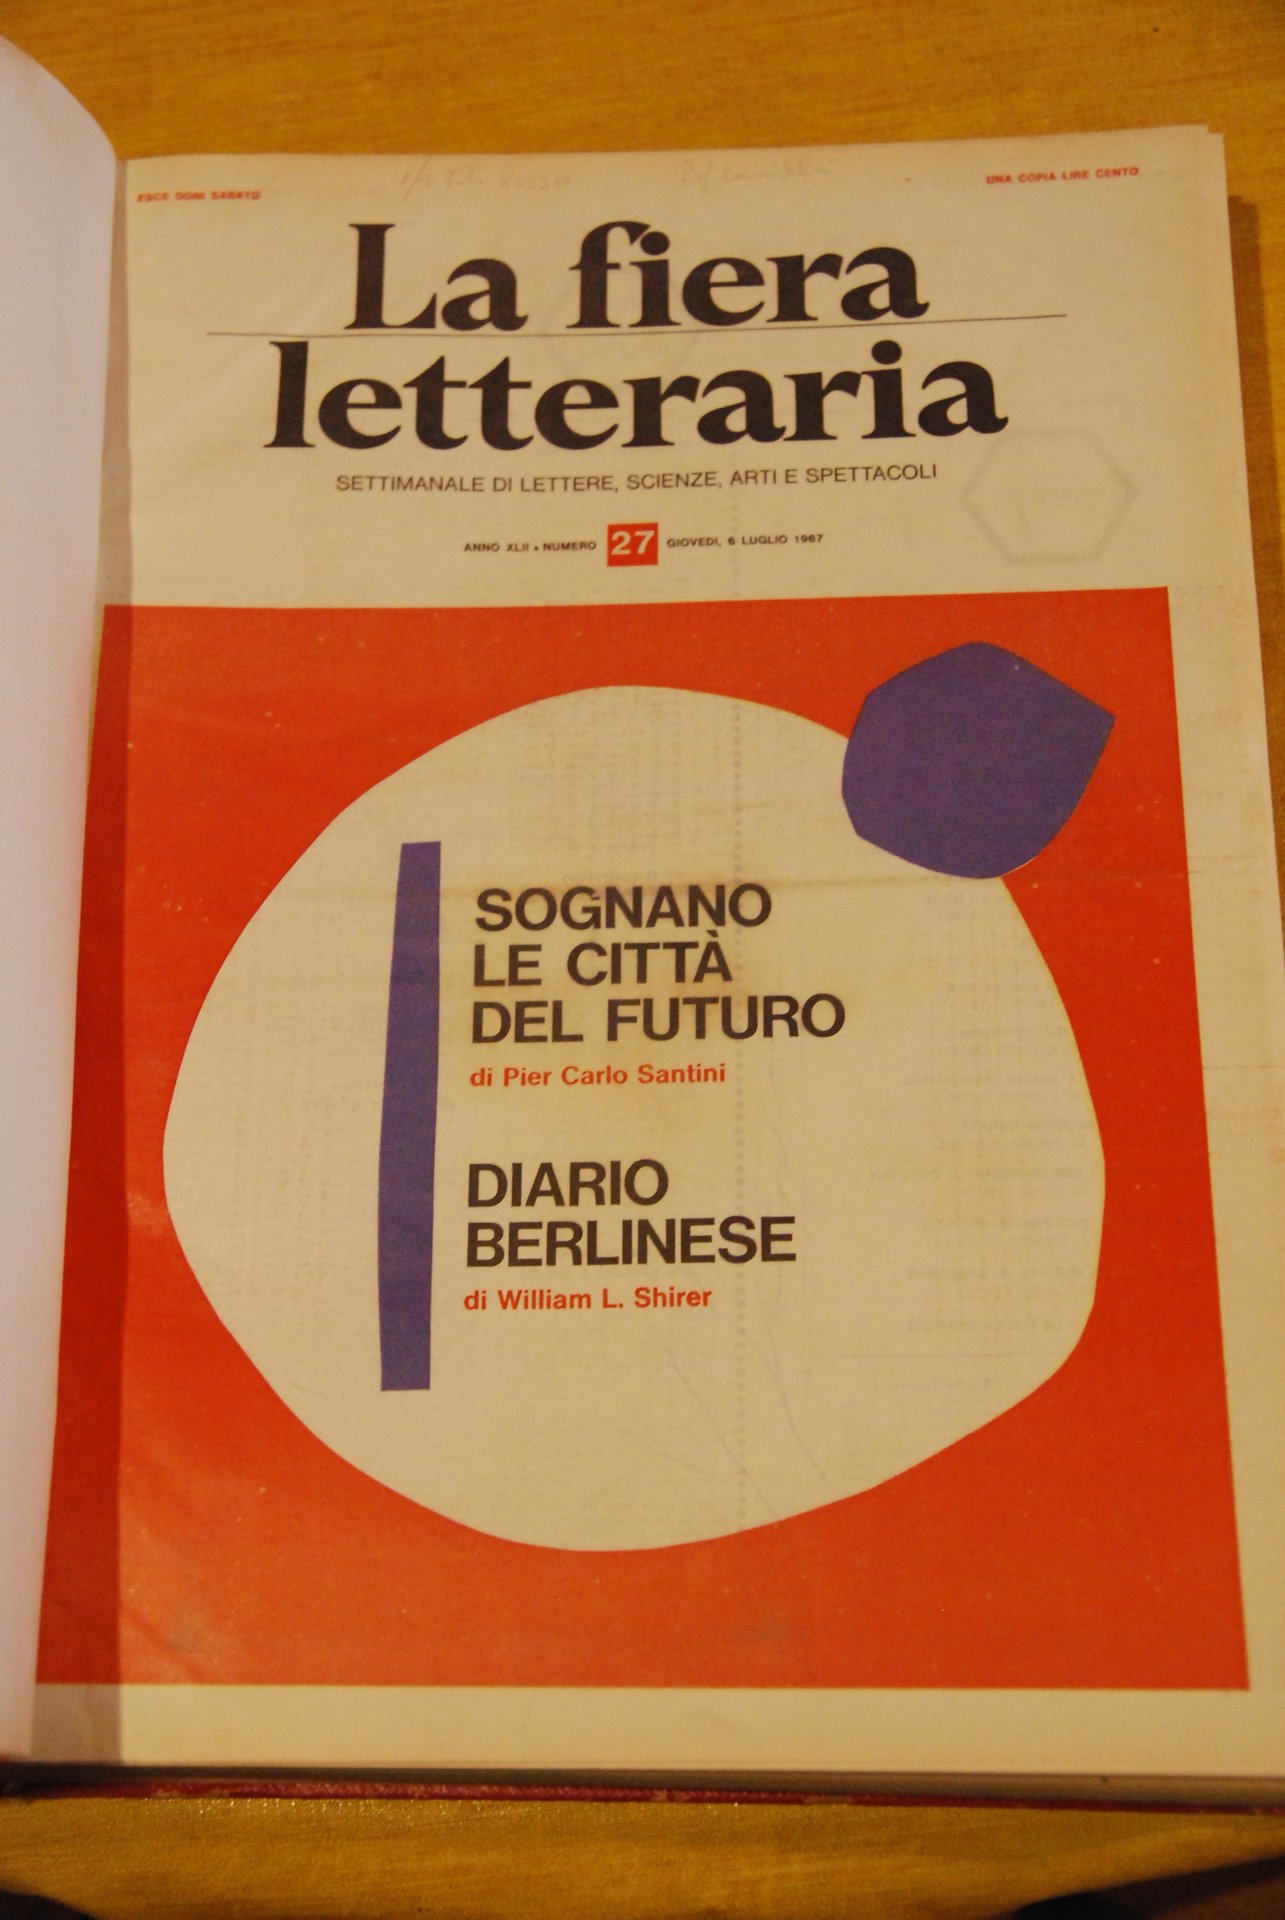 ESCE OGNI SABATO
UNA COPIA LIRE CENTO
La fiera
letteraria
SETTIMANALE DI LETTERE, SCIENZE, ARTI E SPETTACOLI
ANNO XLII • NUMERO 27 GIOVEDI, 6 LUGLIO 1967
SOGNANO
LE CITTÀ
DEL FUTURO
di Pier Carlo Santini
DIARIO
BERLINESE
di William L. Shirer